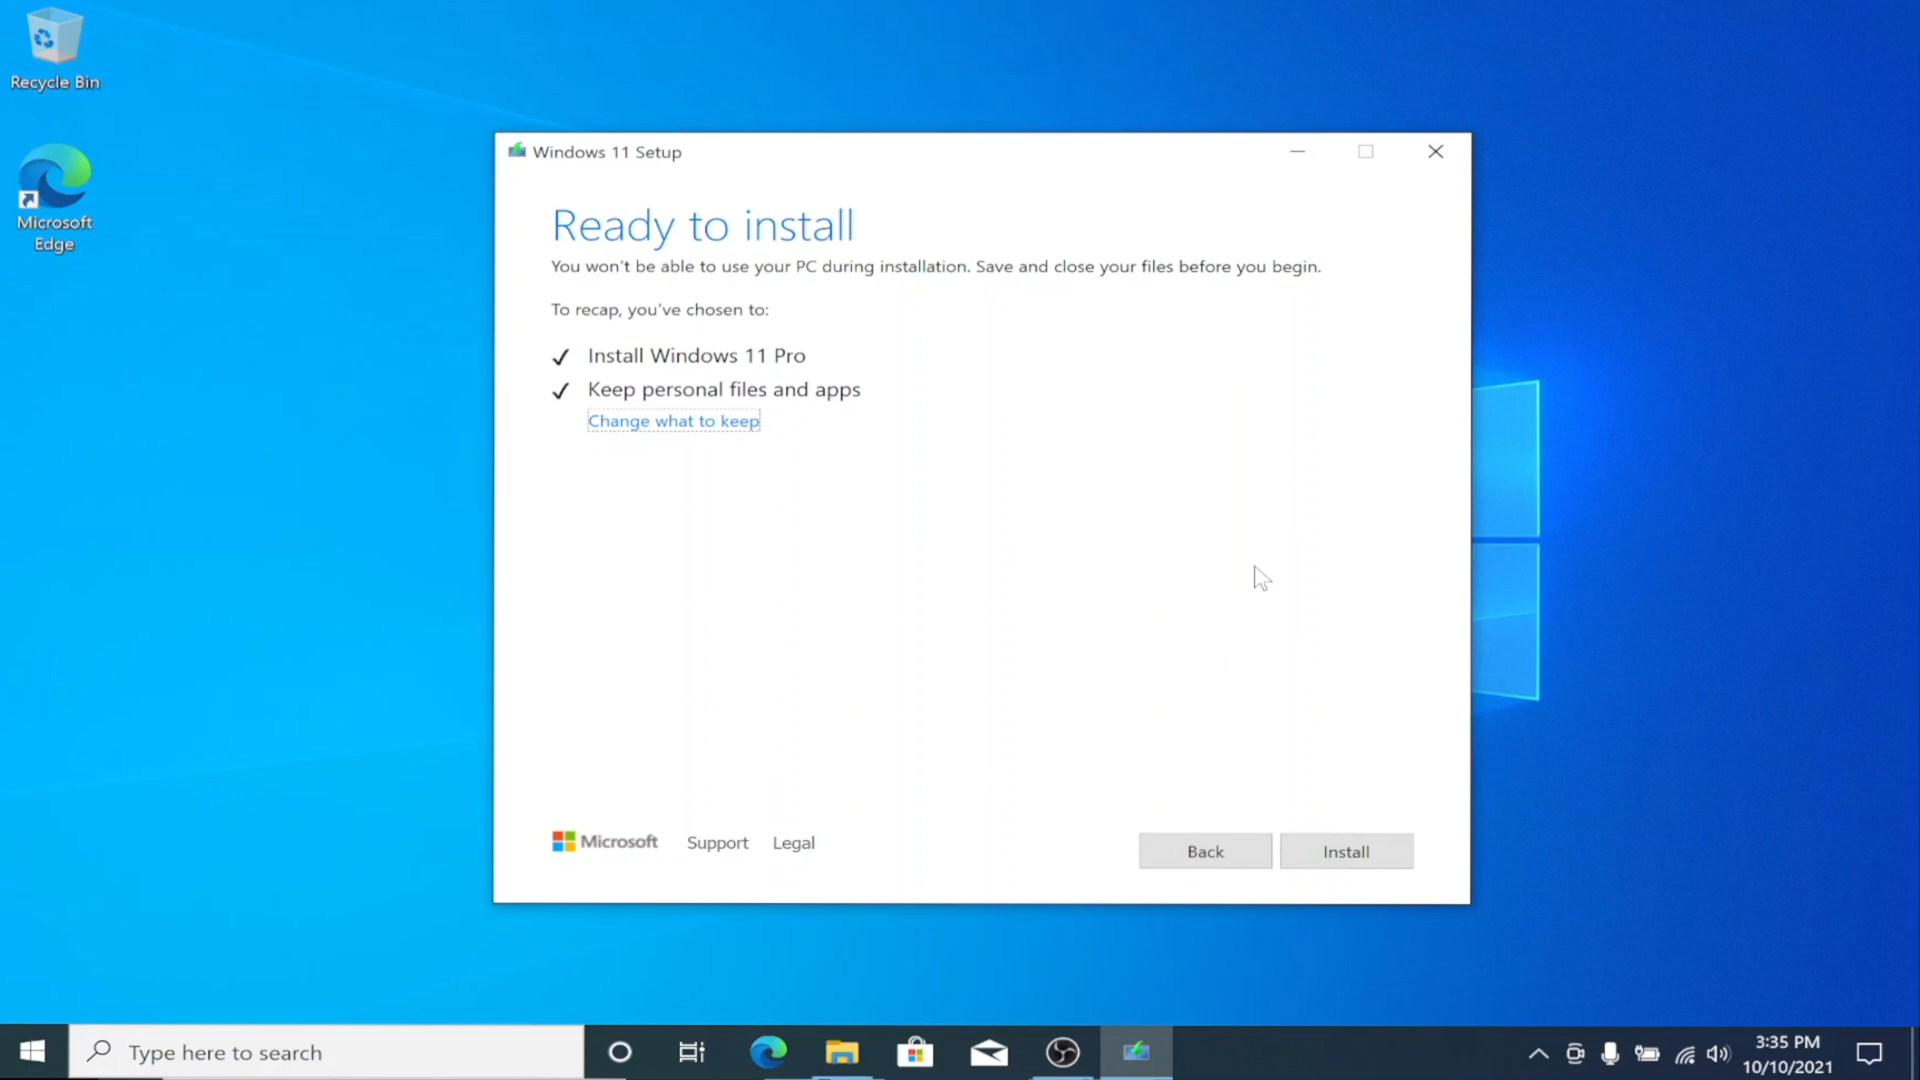 Recycle Bin
Microsoft
Edge
Windows 11 Setup
Ready to install
You won't be able to use your PC during installation. Save and close your files before you begin.
To recap, you've chosen to:
Install Windows 11 Pro
Keep personal files and apps
Change what to keep
Microsoft
Support
Legal
Back
Install
Type here to search
3:35 PM
10/10/2021